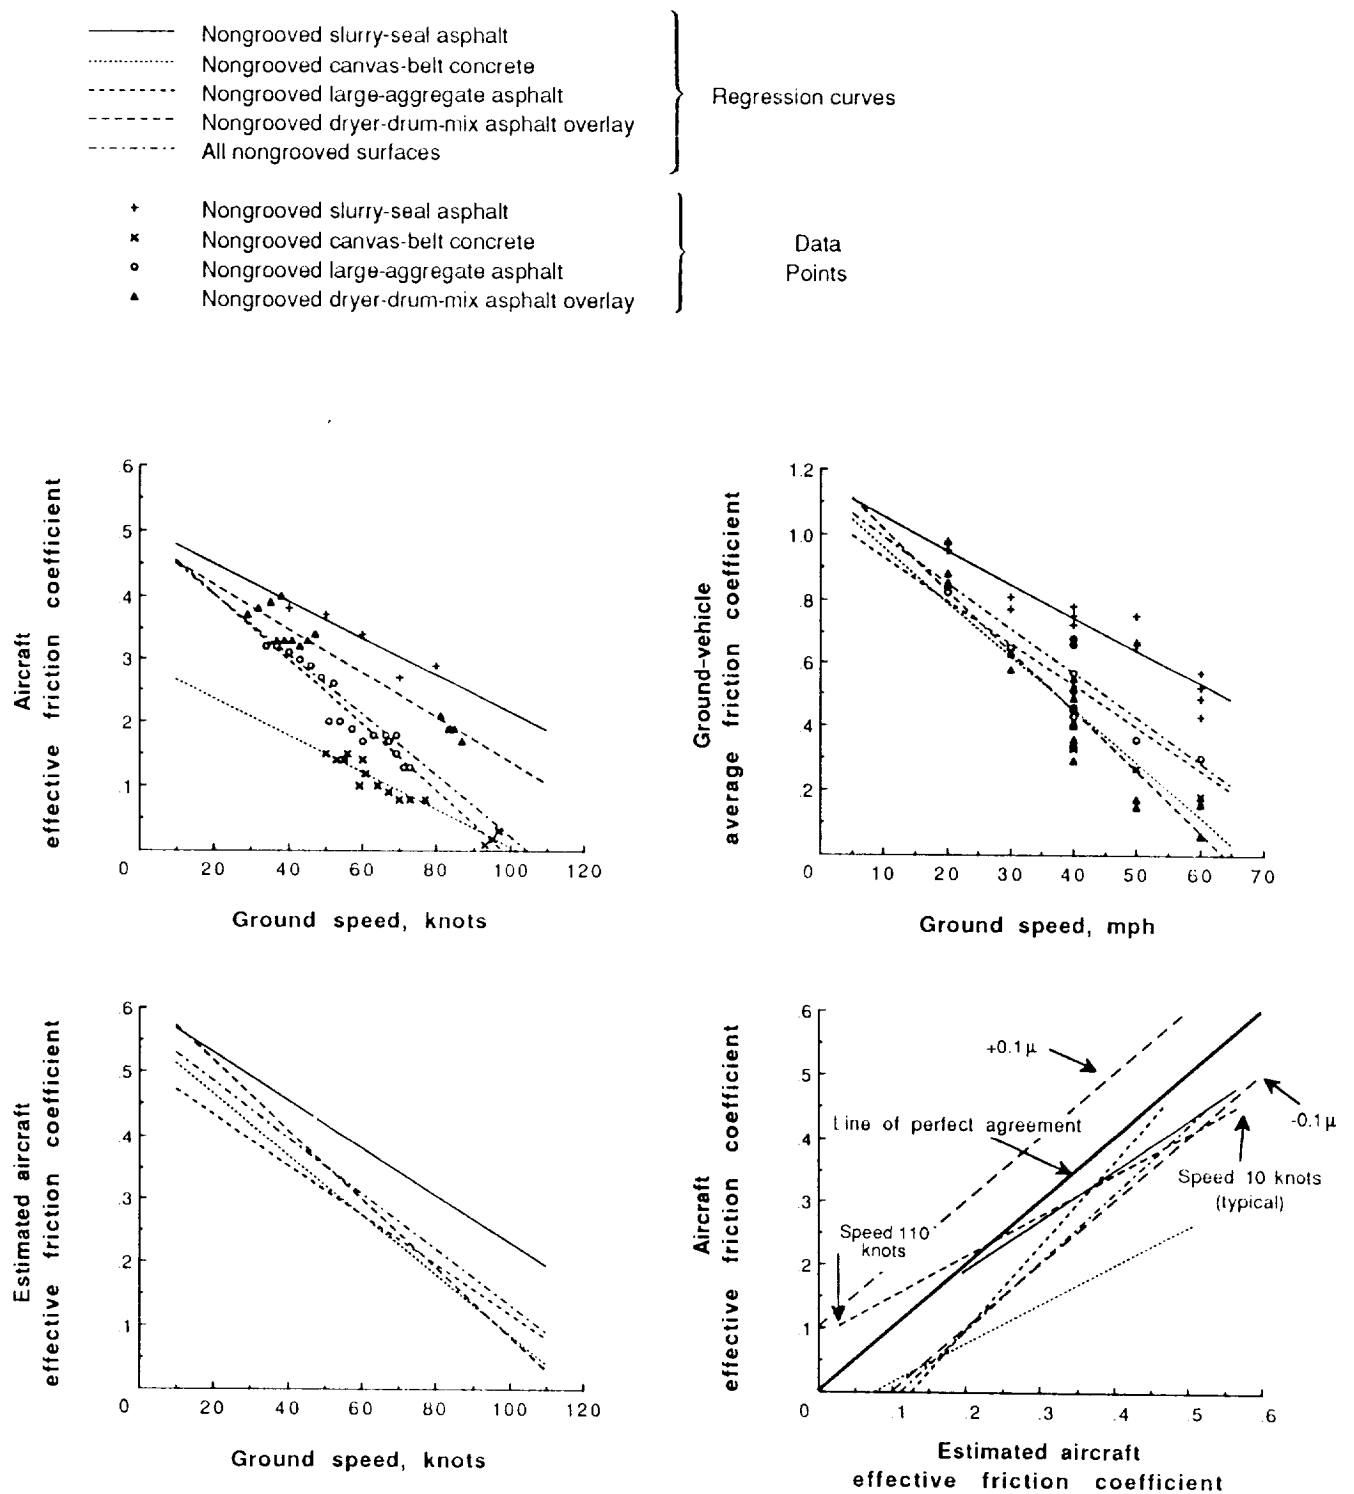 Nongrooved slurry-seal asphalt
Nongrooved canvas-belt concrete
Nongrooved large-aggregate asphalt
Nongrooved dryer-drum-mix asphalt overlay
All nongrooved surfaces
Regression curves
Nongrooved slurry-seal asphalt
Nongrooved canvas-belt concrete
Nongrooved large-aggregate asphalt
Nongrooved dryer-drum-mix asphalt overlay
Data
Points
Aircraft
effective friction coefficient
.6
.5
.4
.3
.2
.1
0 20 40 60 80 100 120
Ground speed, knots
Ground-vehicle
average friction coefficient
1.2
1.0
.8
.6
.4
.2
0 10 20 30 40 50 60 70
Ground speed, mph
Estimated aircraft
effective friction coefficient
.6
.5
.4
.3
.2
.1
0 20 40 60 80 100 120
Ground speed, knots
Aircraft
effective friction coefficient
.6
.5
.4
.3
.2
.1
+0.1μ
Line of perfect agreement
-0.1μ
Speed 10 knots
(typical)
Speed 110
knots
0 .1 .2 .3 .4 .5 .6
Estimated aircraft
effective friction coefficient